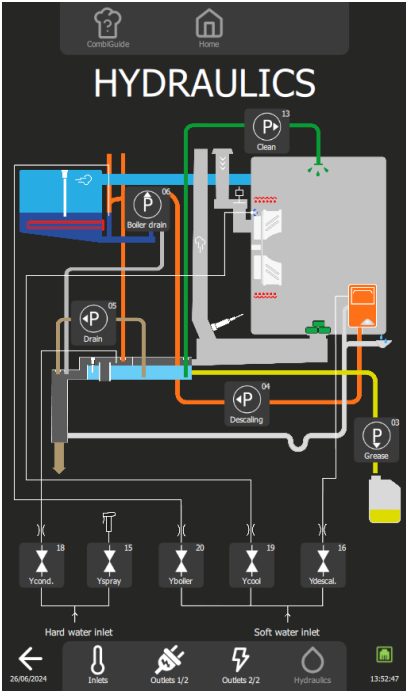 CombiGuide
Home
HYDRAULICS
13
P
Clean
06
P
Boiler drain
05
P
Drain
04
P
Descaling
03
P
Grease
18
Ycond.
15
Yspray
20
Yboiler
19
Ycool
16
Ydescal.
Hard water inlet
Soft water inlet
26/06/2024
Inlets
Outlets 1/2
Outlets 2/2
Hydraulics
13:52:47